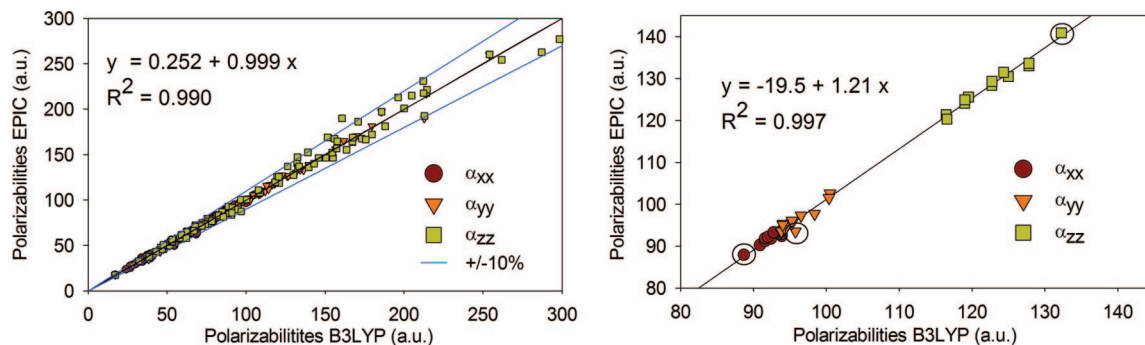 Polarizabilities EPIC (a.u.)
300
250
200
150
100
50
0
y = 0.252 + 0.999 x
R2 = 0.990
αxx
αyy
αzz
+/-10%
0 50 100 150 200 250 300
Polarizabilitites B3LYP (a.u.)
Polarizabilities EPIC (a.u.)
140
130
120
110
100
90
80
y = -19.5 + 1.21 x
R2 = 0.997
αxx
αyy
αzz
80 90 100 110 120 130 140
Polarizabilities B3LYP (a.u.)